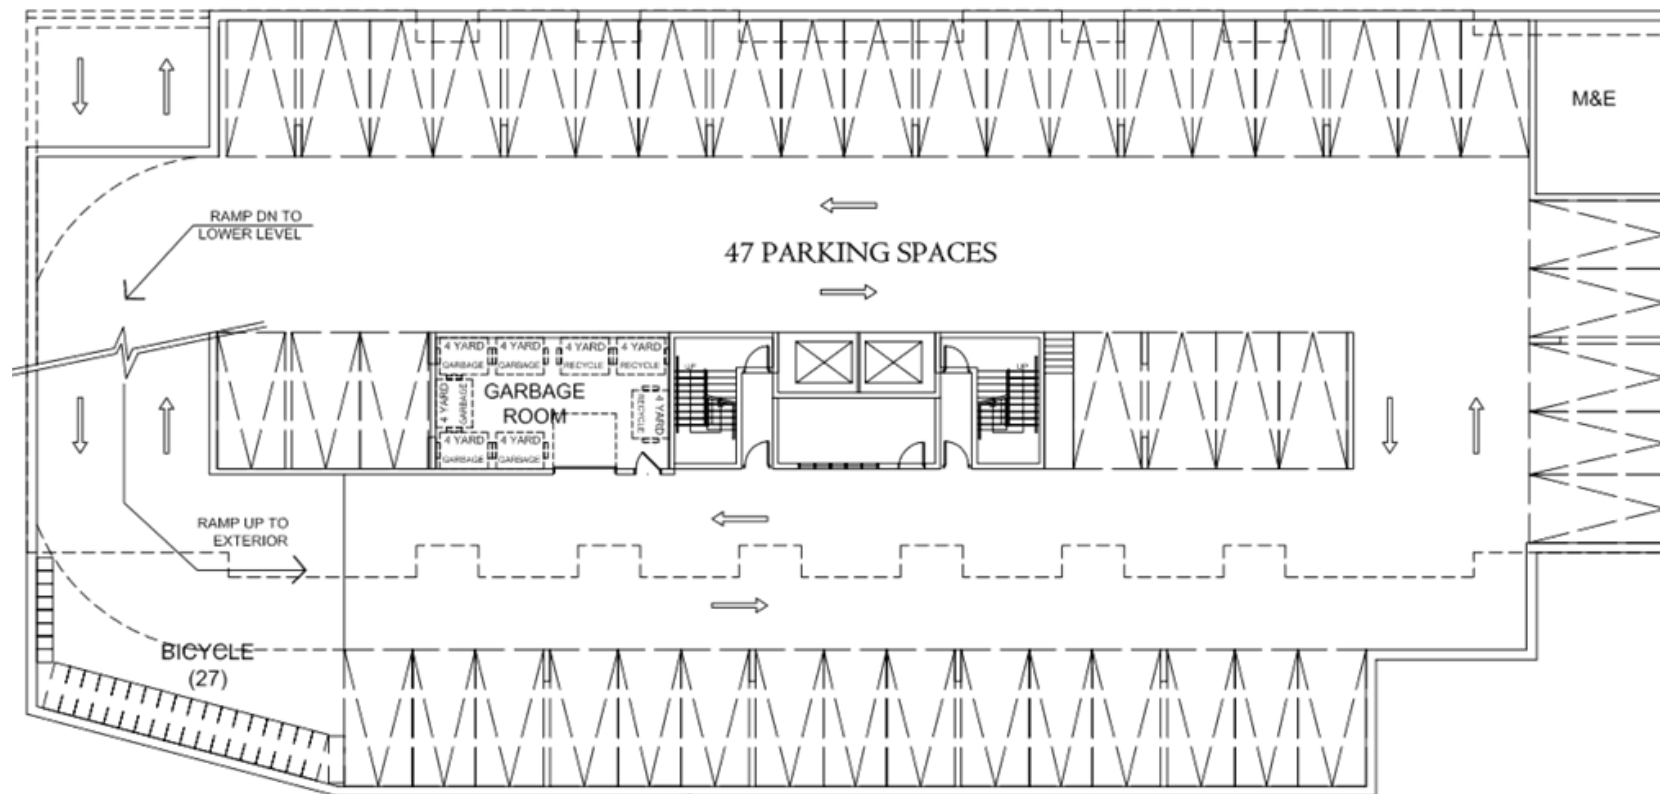 M&E
RAMP DN TO
LOWER LEVEL
47 PARKING SPACES
4 YARD
GARBAGE
4 YARD
GARBAGE
4 YARD
RECYCLE
4 YARD
RECYCLE
UP
UP
4 YARD
GARBAGE
GARBAGE
ROOM
4 YARD
RECYCLE
4 YARD
GARBAGE
4 YARD
GARBAGE
RAMP UP TO
EXTERIOR
BICYCLE
(27)